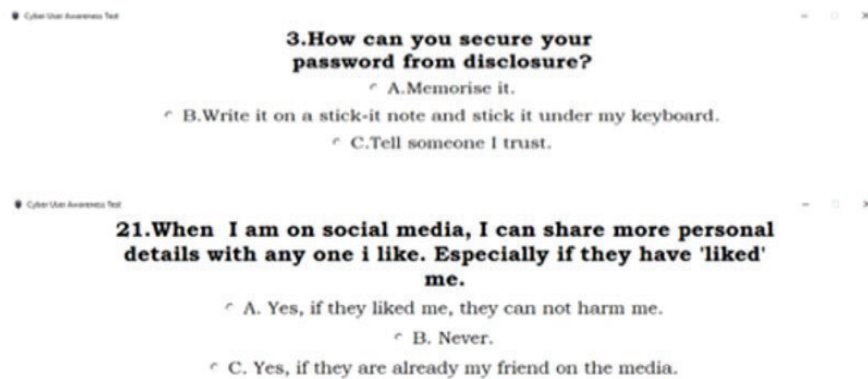 Cyber User Awareness Test
3.How can you secure your
password from disclosure?
A.Memorise it.
B.Write it on a stick-it note and stick it under my keyboard.
C.Tell someone I trust.
Cyber User Awareness Test
21.When I am on social media, I can share more personal
details with any one i like. Especially if they have 'liked'
me.
A. Yes, if they liked me, they can not harm me.
B. Never.
C. Yes, if they are already my friend on the media.